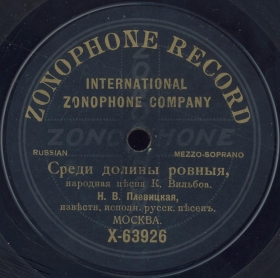 ZONOPHONE RECORD
INTERNATIONAL
ZONOPHONE COMPANY
ZONOPHONE
RUSSIAN MEZZO-SOPRANO
Среди долины ровныя,
народная пѣсня К. Вильбоа.
Н. В. Плевицкая,
извѣстн. исполн. русск. пѣсенъ.
МОСКВА.
X-63926